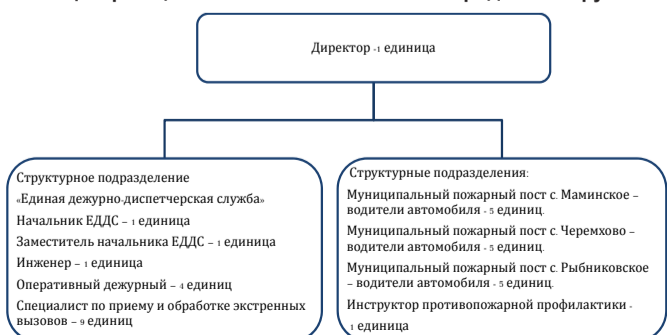 Директор -1 единица
Структурное подразделение
«Единая дежурно-диспетчерская служба»
Начальник ЕДДС – 1 единица
Заместитель начальника ЕДДС – 1 единица
Инженер – 1 единица
Оперативный дежурный – 4 единиц
Специалист по приему и обработке экстренных
вызовов – 9 единиц
Структурные подразделения:
Муниципальный пожарный пост с. Маминское –
водители автомобиля - 5 единиц.
Муниципальный пожарный пост с. Черемхово –
водители автомобиля - 5 единиц.
Муниципальный пожарный пост с. Рыбниковское
– водители автомобиля - 5 единиц.
Инструктор противопожарной профилактики -
1 единица